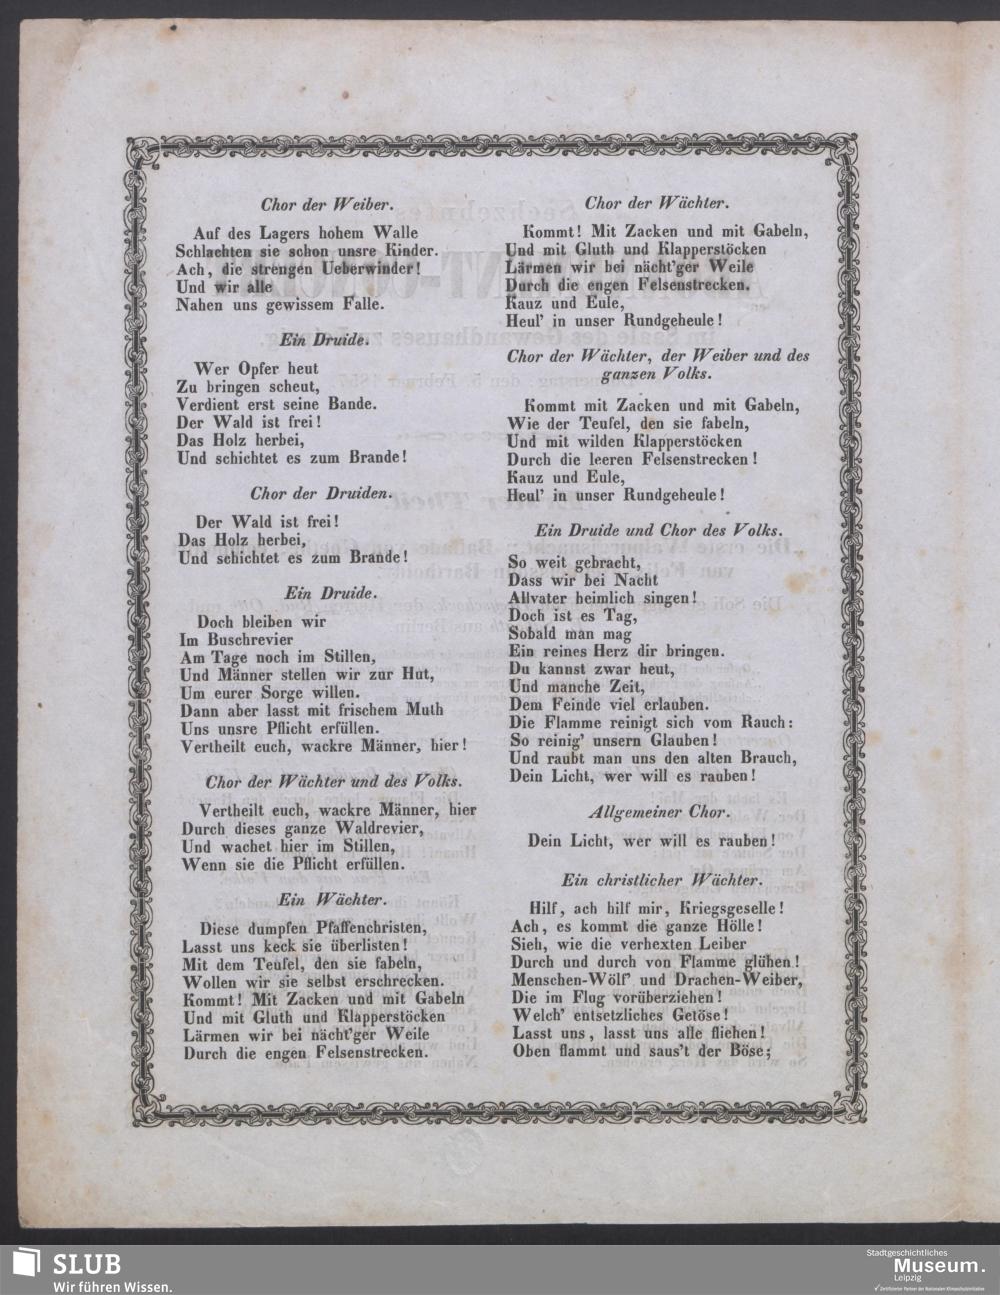 Chor der Weiber.
Auf des Lagers hohem Walle
Schlachten sie schon unsre Kinder.
Ach, die strengen Ueberwinder!
Und wir alle
Nahen uns gewissem Falle.
Ein Druide.
Wer Opfer heut
Zu bringen scheut,
Verdient erst seine Bande.
Der Wald ist frei!
Das Holz herbei,
Und schichtet es zum Brande!
Chor der Druiden.
Der Wald ist frei!
Das Holz herbei,
Und schichtet es zum Brande!
Ein Druide.
Doch bleiben wir
Im Buschrevier
Am Tage noch im Stillen,
Und Männer stellen wir zur Hut,
Um eurer Sorge willen.
Dann aber lasst mit frischem Muth
Uns unsre Pflicht erfüllen.
Vertheilt euch, wackre Männer, hier!
Chor der Wächter und des Volks.
Vertheilt euch, wackre Männer, hier
Durch dieses ganze Waldrevier,
Und wachet hier im Stillen,
Wenn sie die Pflicht erfüllen.
Ein Wächter.
Diese dumpfen Pfaffenchristen,
Lasst uns keck sie überlisten!
Mit dem Teufel, den sie fabeln,
Wollen wir sie selbst erschrecken.
Kommt! Mit Zacken und mit Gabeln
Und mit Gluth und Klapperstöcken
Lärmen wir bei nächt'ger Weile
Durch die engen Felsenstrecken.
Chor der Wächter.
Kommt! Mit Zacken und mit Gabeln,
Und mit Gluth und Klapperstöcken
Lärmen wir bei nächt'ger Weile
Durch die engen Felsenstrecken.
Kauz und Eule,
Heul' in unser Rundgeheule!
Chor der Wächter, der Weiber und des
ganzen Volks.
Kommt mit Zacken und mit Gabeln,
Wie der Teufel, den sie fabeln,
Und mit wilden Klapperstöcken
Durch die leeren Felsenstrecken!
Kauz und Eule,
Heul' in unser Rundgeheule!
Ein Druide und Chor des Volks.
So weit gebracht,
Dass wir bei Nacht
Allvater heimlich singen!
Doch ist es Tag,
Sobald man mag
Ein reines Herz dir bringen.
Du kannst zwar heut,
Und manche Zeit,
Dem Feinde viel erlauben.
Die Flamme reinigt sich vom Rauch:
So reinig' unsern Glauben!
Und raubt man uns den alten Brauch,
Dein Licht, wer will es rauben!
Allgemeiner Chor.
Dein Licht, wer will es rauben!
Ein christlicher Wächter.
Hilf, ach hilf mir, Kriegsgeselle!
Ach, es kommt die ganze Hölle!
Sieh, wie die verhexten Leiber
Durch und durch von Flamme glühen!
Menschen-Wölf' und Drachen-Weiber,
Die im Flug vorüberziehen!
Welch' entsetzliches Getöse!
Lasst uns, lasst uns alle fliehen!
Oben flammt und saus't der Böse;
SLUB
Wir führen Wissen.
Stadtgeschichtliches
Museum.
Leipzig
Zertifizierter Partner der Nationalen Klimaschutzinitiative